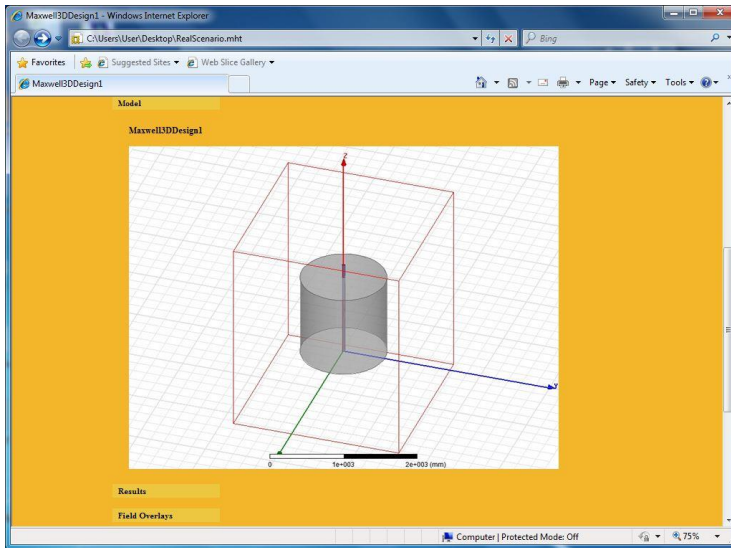 Maxwell3DDesign1 - Windows Internet Explorer
C:\Users\User\Desktop\RealScenario.mht
Bing
Favorites
Suggested Sites
Web Slice Gallery
Maxwell3DDesign1
Page
Safety
Tools
Model
Maxwell3DDesign1
Z
Y
0
1e+003
2e+003 (mm)
Results
Field Overlays
Computer | Protected Mode: Off
75%